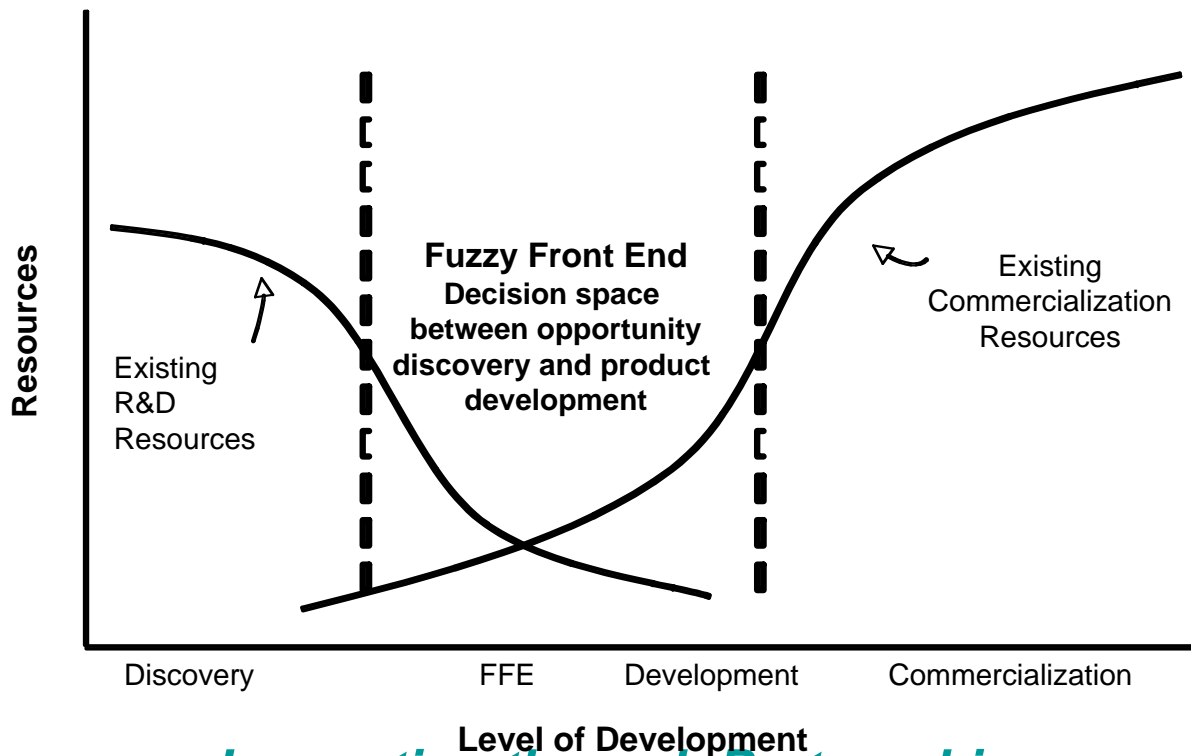 Resources
Fuzzy Front End
Decision space
between opportunity
discovery and product
development
Existing
R&D
Resources
Existing
Commercialization
Resources
Discovery
FFE
Development
Commercialization
Level of Development